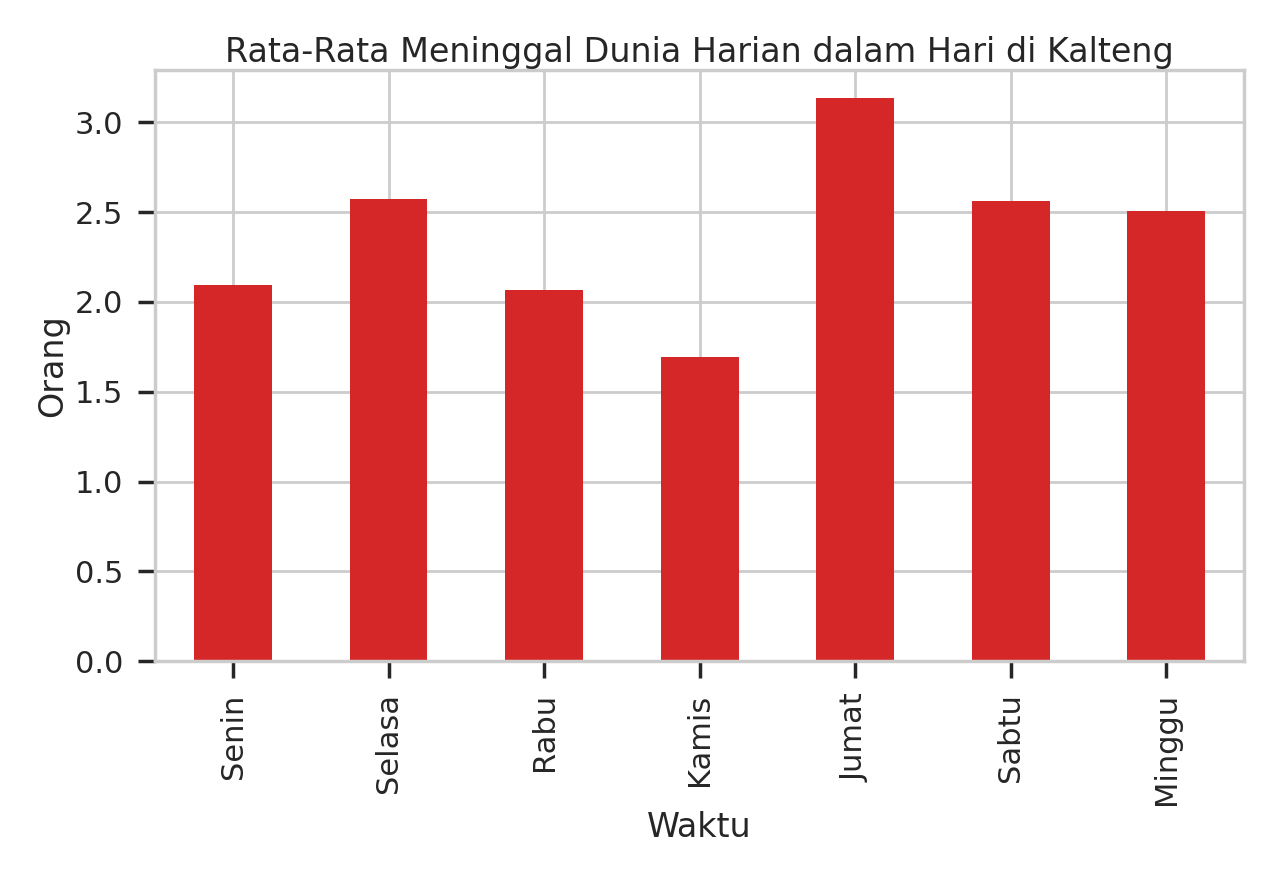 Rata-Rata Meninggal Dunia Harian dalam Hari di Kalteng
3.0
2.5
2.0
1.5
1.0
0.5
0.0
Orang
Senin
Selasa
Rabu
Kamis
Jumat
Sabtu
Minggu
Waktu